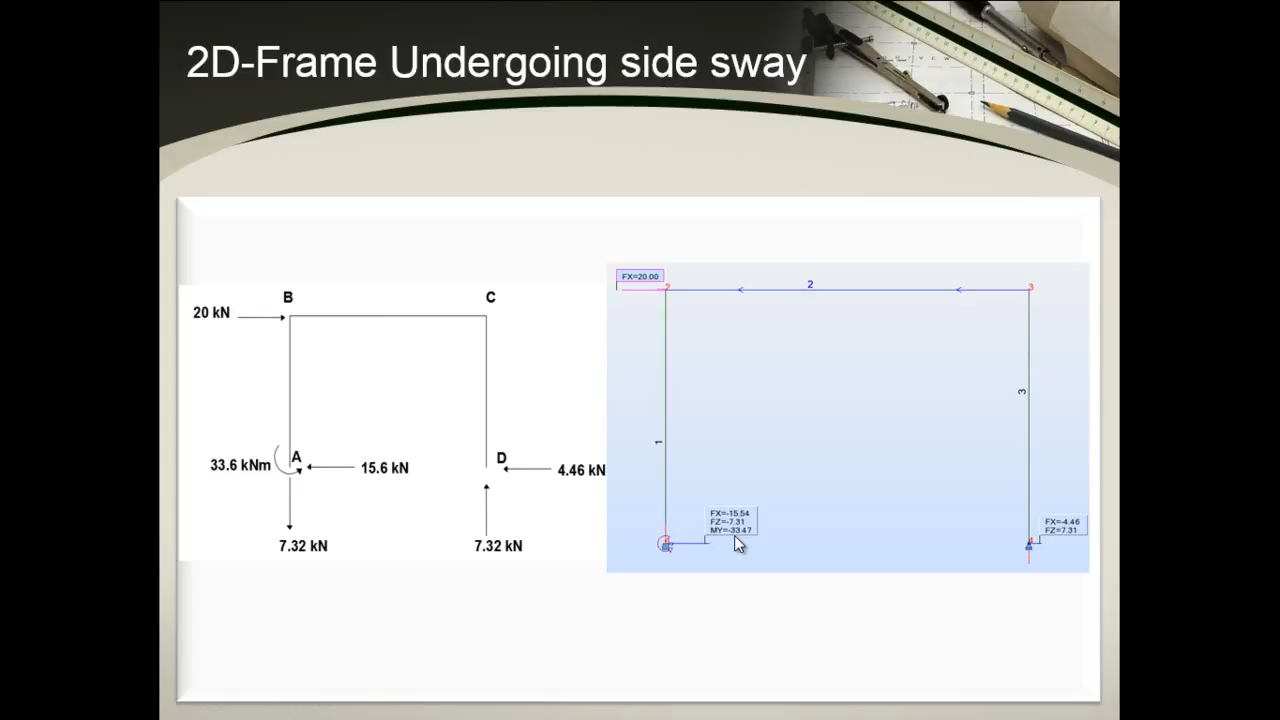 2D-Frame Undergoing side sway
B
C
20 kN
A
D
33.6 kNm
15.6 kN
4.46 kN
7.32 kN
7.32 kN
FX=20.00
2
2
3
3
1
FX=-15.54
FZ=-7.31
MY=-33.47
FX=-4.46
FZ=7.31